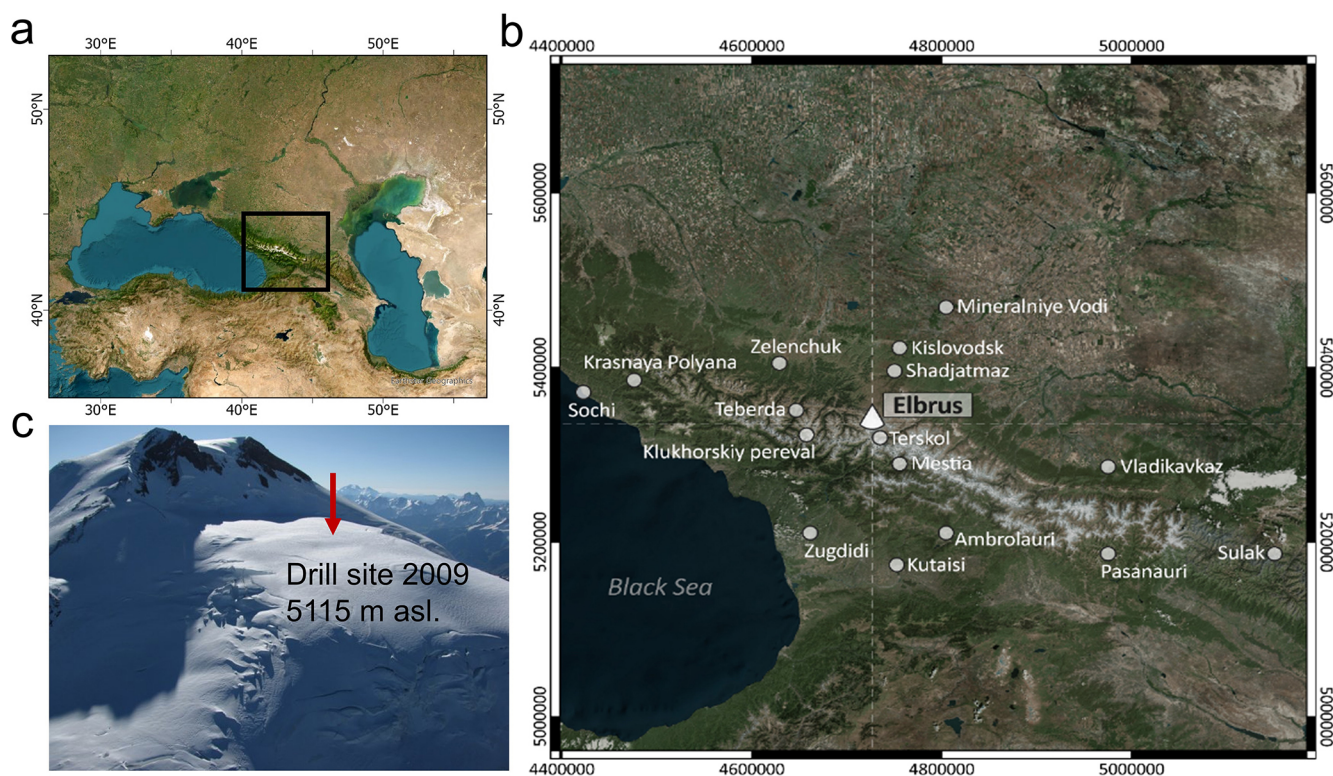 a
30°E 40°E 50°E
50°N 50°N
40°N 40°N
30°E 40°E 50°E
b
4400000 4600000 4800000 5000000
5600000 5600000
5400000 5400000
5200000 5200000
5000000 5000000
Mineralniye Vodi
Zelenchuk
Kislovodsk
Krasnaya Polyana
Shadjatmaz
Sochi
Teberda
Elbrus
Klukhorskiy pereval
Terskol
Mestia
Vladikavkaz
Zugdidi
Ambrolauri
Kutaisi
Pasanauri
Sulak
Black Sea
4400000 4600000 4800000 5000000
c
Drill site 2009
5115 m asl.